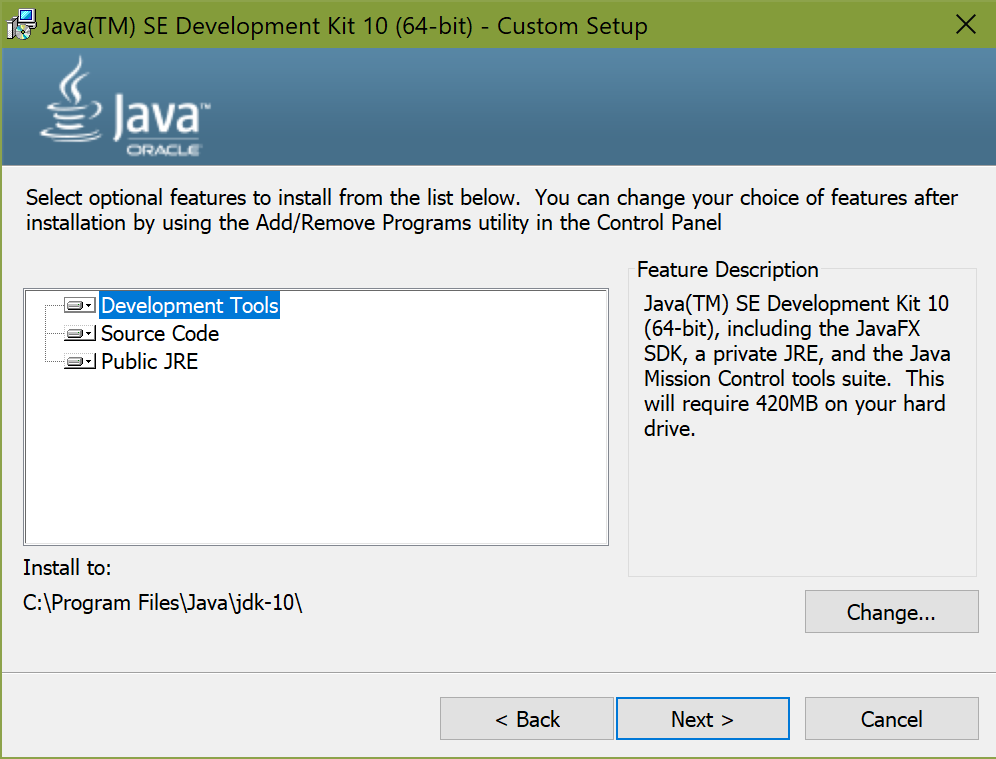 Java(TM) SE Development Kit 10 (64-bit) - Custom Setup
Java™
ORACLE
Select optional features to install from the list below.  You can change your choice of features after
installation by using the Add/Remove Programs utility in the Control Panel
Development Tools
Source Code
Public JRE
Feature Description
Java(TM) SE Development Kit 10
(64-bit), including the JavaFX
SDK, a private JRE, and the Java
Mission Control tools suite.  This
will require 420MB on your hard
drive.
Install to:
C:\Program Files\Java\jdk-10\
Change...
< Back
Next >
Cancel